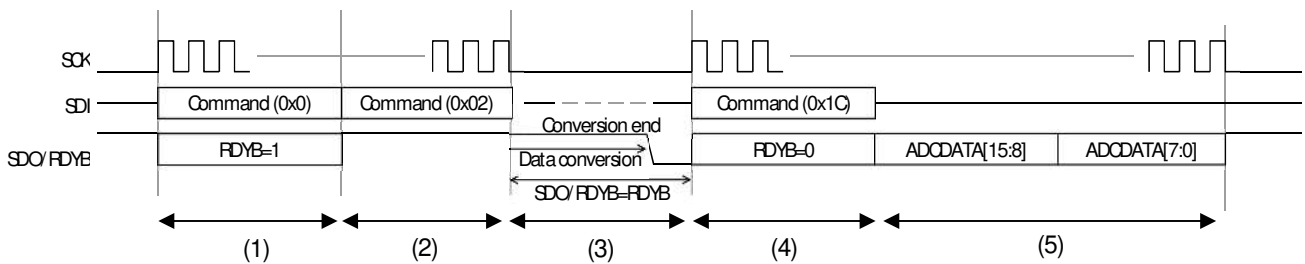 SCK
SDI Command (0x0) Command (0x02) Command (0x1C)
Conversion end
SDO/RDYB RDYB=1 Data conversion RDYB=0 ADCDATA[15:8] ADCDATA[7:0]
SDO/RDYB=RDYB
(1) (2) (3) (4) (5)